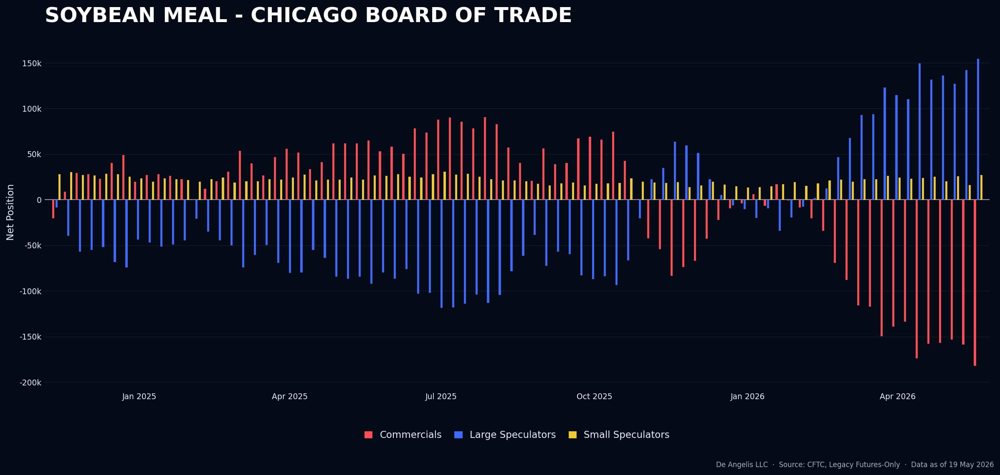 SOYBEAN MEAL - CHICAGO BOARD OF TRADE
Net Position
150k
100k
50k
0
-50k
-100k
-150k
-200k
Jan 2025
Apr 2025
Jul 2025
Oct 2025
Jan 2026
Apr 2026
Commercials
Large Speculators
Small Speculators
De Angelis LLC · Source: CFTC, Legacy Futures-Only · Data as of 19 May 2026